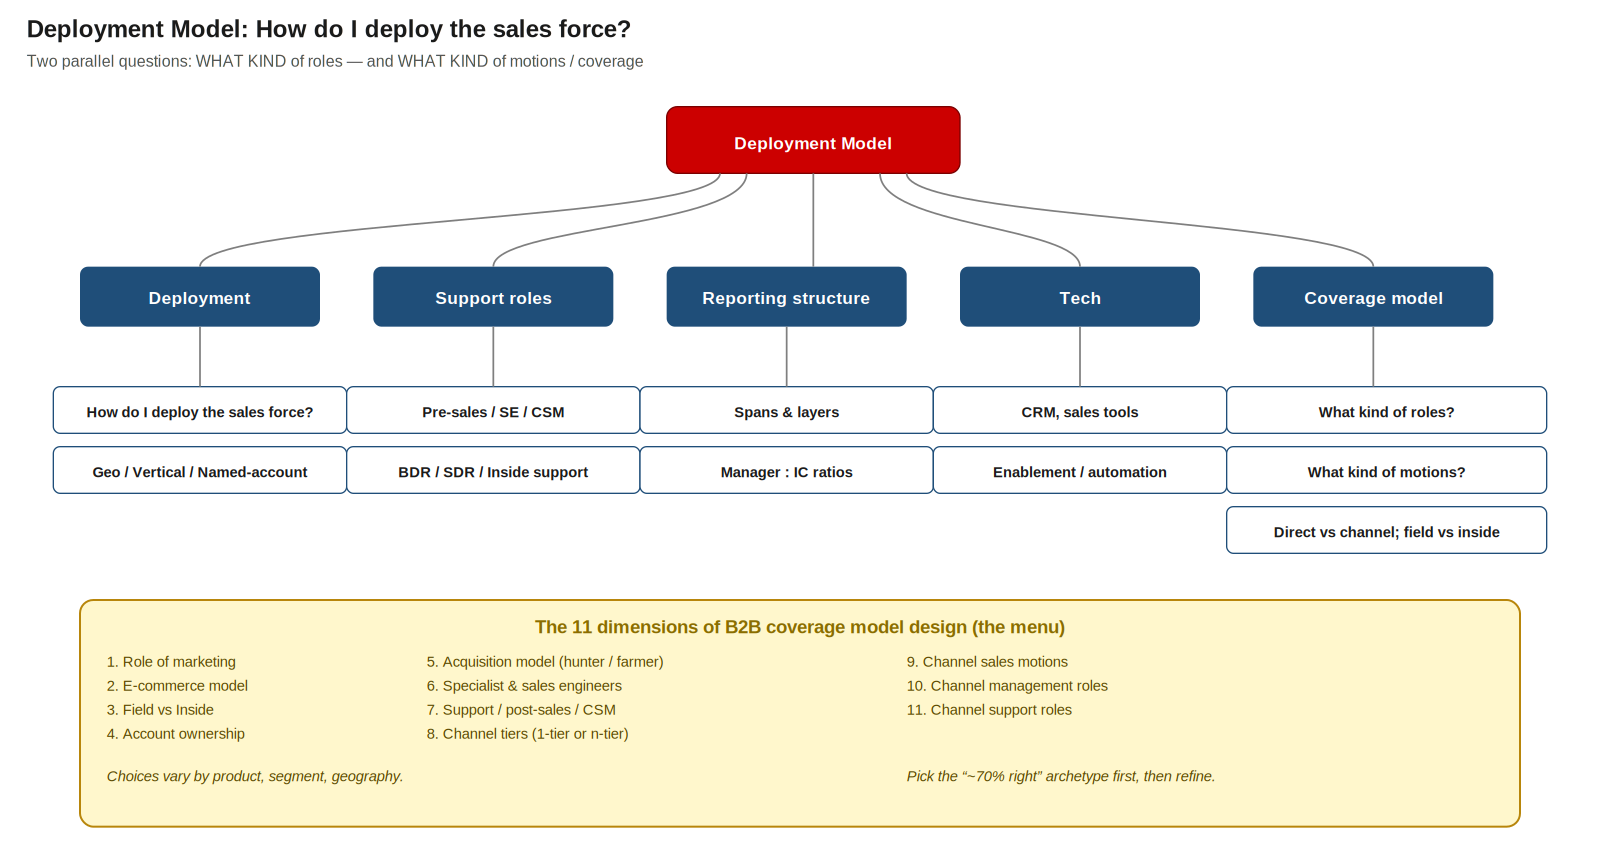 Deployment Model: How do I deploy the sales force?
Two parallel questions: WHAT KIND of roles — and WHAT KIND of motions / coverage
Deployment Model
Deployment
Support roles
Reporting structure
Tech
Coverage model
How do I deploy the sales force?
Pre-sales / SE / CSM
Spans & layers
CRM, sales tools
What kind of roles?
Geo / Vertical / Named-account
BDR / SDR / Inside support
Manager : IC ratios
Enablement / automation
What kind of motions?
Direct vs channel; field vs inside
The 11 dimensions of B2B coverage model design (the menu)
1. Role of marketing
2. E-commerce model
3. Field vs Inside
4. Account ownership
5. Acquisition model (hunter / farmer)
6. Specialist & sales engineers
7. Support / post-sales / CSM
8. Channel tiers (1-tier or n-tier)
9. Channel sales motions
10. Channel management roles
11. Channel support roles
Choices vary by product, segment, geography.
Pick the “~70% right” archetype first, then refine.